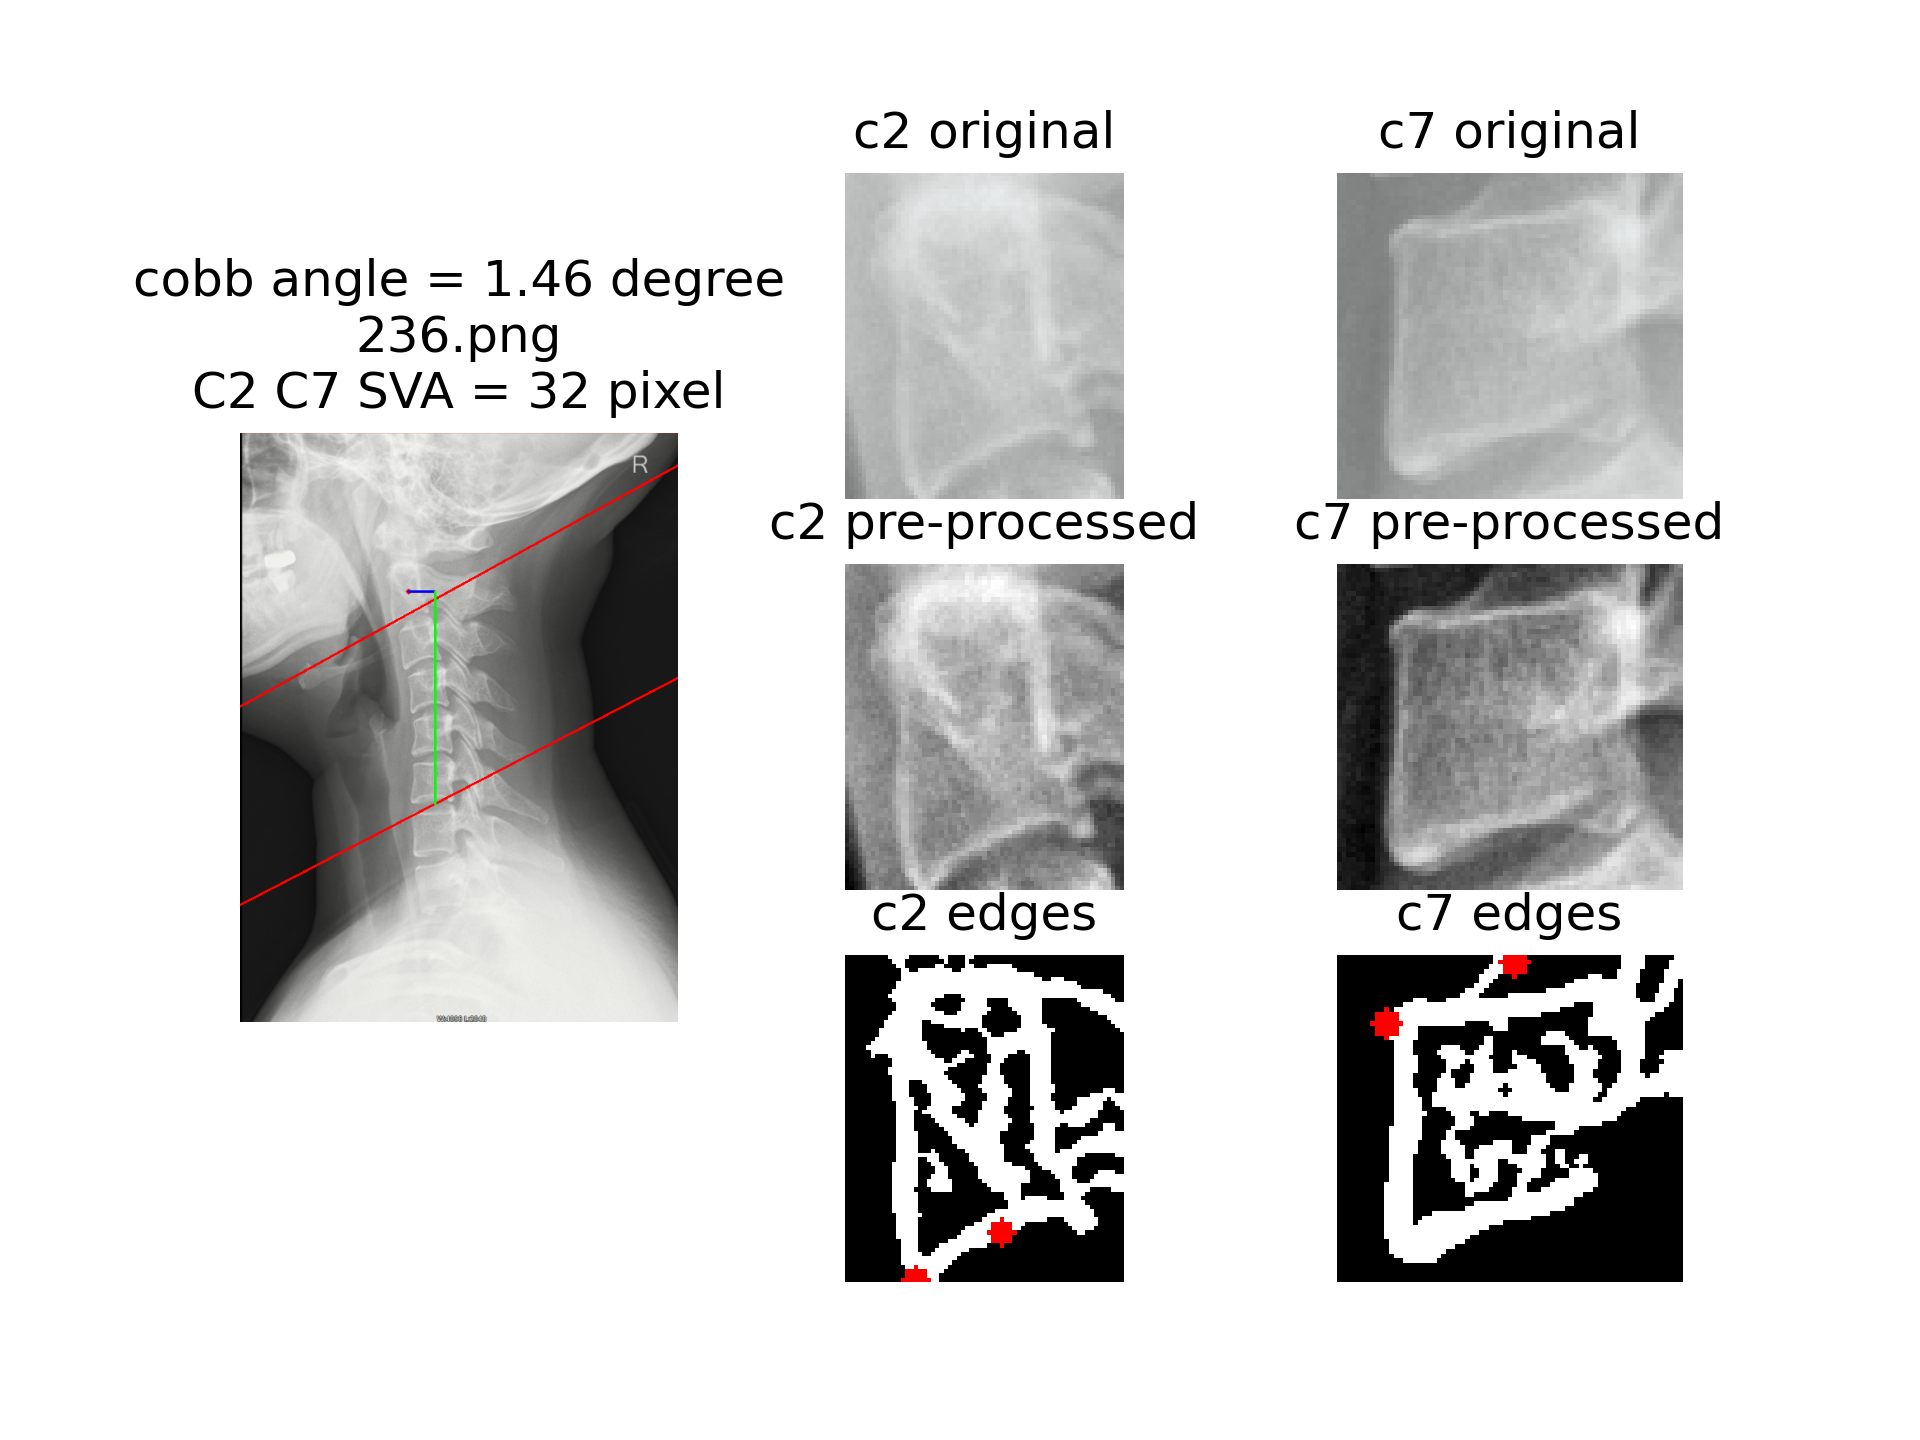 cobb angle = 1.46 degree
236.png
C2 C7 SVA = 32 pixel
R
c2 original
c7 original
c2 pre-processed
c7 pre-processed
c2 edges
c7 edges